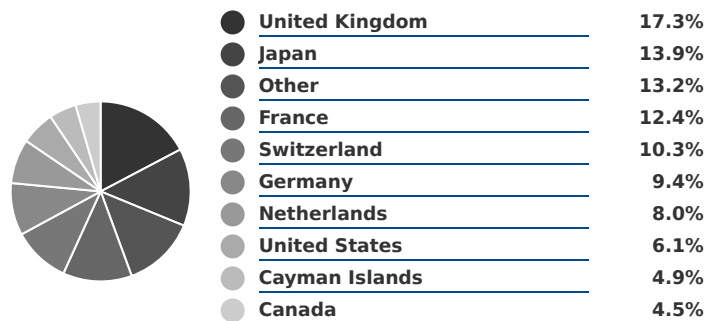 United Kingdom 17.3%
Japan 13.9%
Other 13.2%
France 12.4%
Switzerland 10.3%
Germany 9.4%
Netherlands 8.0%
United States 6.1%
Cayman Islands 4.9%
Canada 4.5%